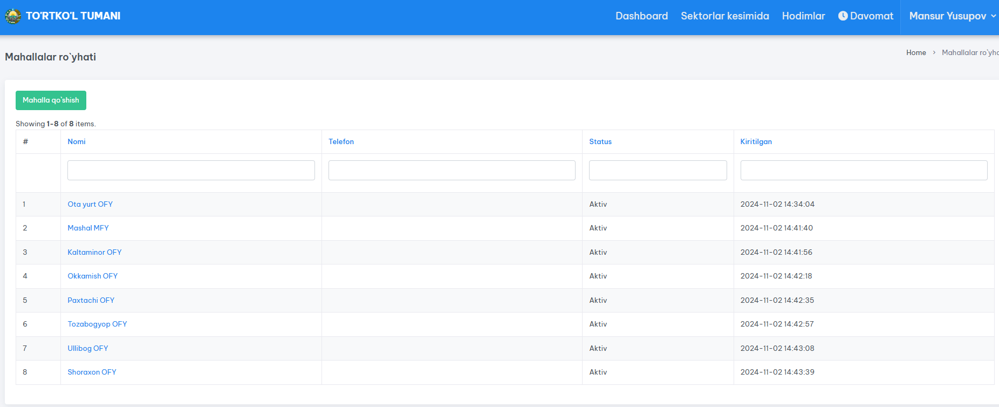 TO'RTKO'L TUMANI Dashboard Sektorlar kesimida Hodimlar Davomat Mansur Yusupov
Mahallalar ro`yhati
Home › Mahallalar ro`yh
Mahalla qo`shish
Showing 1-8 of 8 items.
# Nomi Telefon Status Kiritilgan
1 Ota yurt OFY Aktiv 2024-11-02 14:34:04
2 Mashal MFY Aktiv 2024-11-02 14:41:40
3 Kaltaminor OFY Aktiv 2024-11-02 14:41:56
4 Okkamish OFY Aktiv 2024-11-02 14:42:18
5 Paxtachi OFY Aktiv 2024-11-02 14:42:35
6 Tozabogyop OFY Aktiv 2024-11-02 14:42:57
7 Ullibog OFY Aktiv 2024-11-02 14:43:08
8 Shoraxon OFY Aktiv 2024-11-02 14:43:39